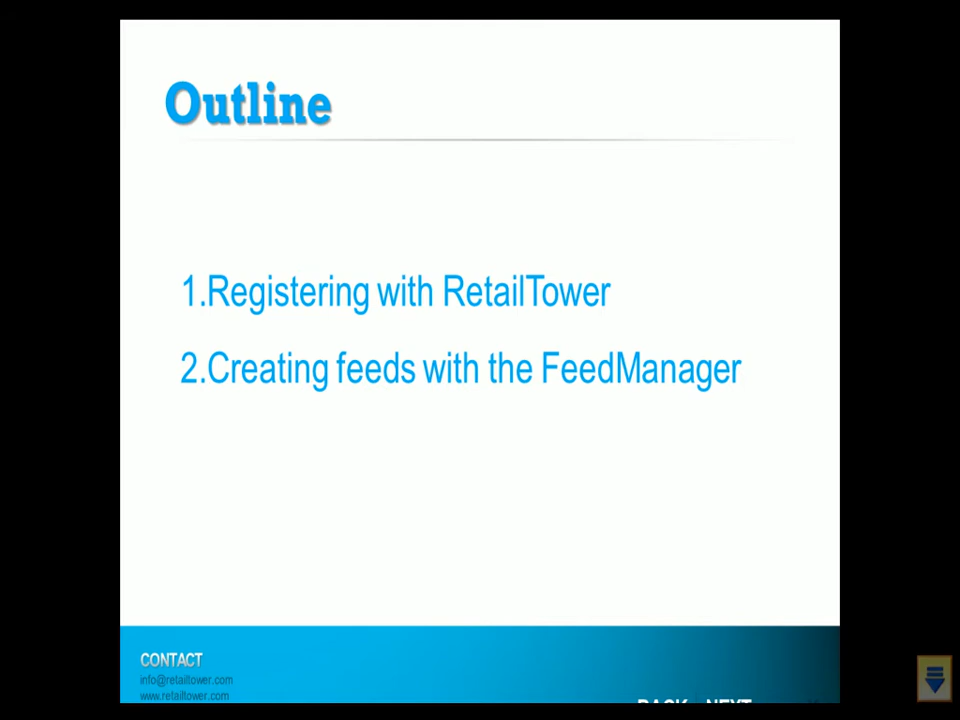 Outline
1.Registering with RetailTower
2.Creating feeds with the FeedManager
CONTACT
info@retailtower.com
www.retailtower.com
BACK NEXT